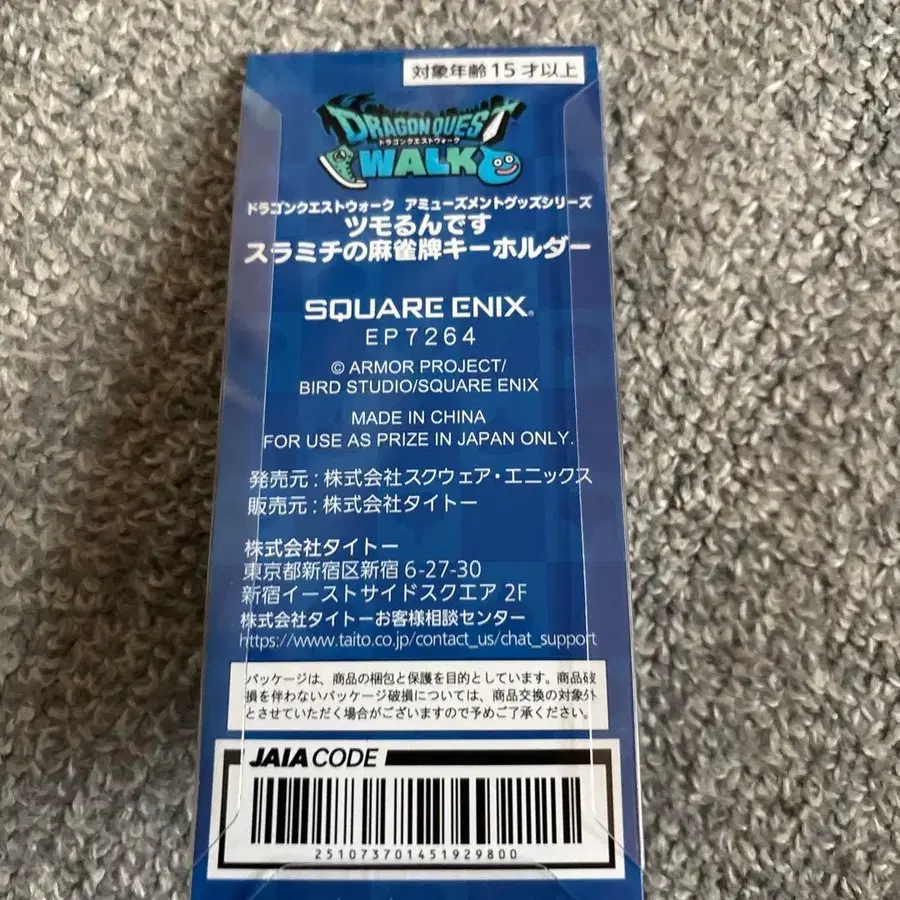 対象年齢15才以上
DRAGON QUEST
ドラゴンクエストウォーク
WALK
ドラゴンクエストウォーク アミューズメントグッズシリーズ
ツモるんです
スラミチの麻雀牌キーホルダー
SQUARE ENIX®
EP7264
© ARMOR PROJECT/
BIRD STUDIO/SQUARE ENIX
MADE IN CHINA
FOR USE AS PRIZE IN JAPAN ONLY.
発売元:株式会社スクウェア・エニックス
販売元:株式会社タイトー
株式会社タイトー
東京都新宿区新宿 6-27-30
新宿イーストサイドスクエア 2F
株式会社タイトーお客様相談センター
https://www.taito.co.jp/contact_us/chat_support
パッケージは、商品の梱包と保護を目的としています。商品破
損を伴わないパッケージ破損については、商品交換の対象外
とさせていただく場合がございますので予めご了承ください。
JAIA CODE
2510737014519298​00